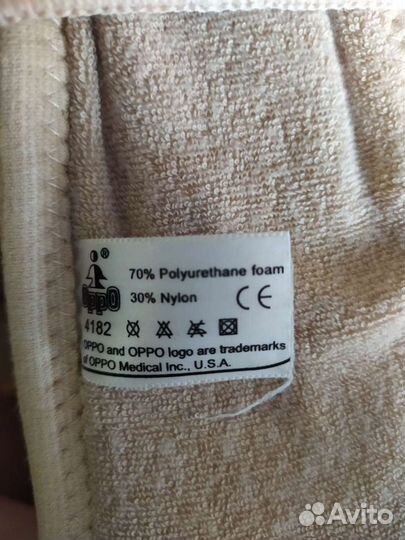 ®
OppO
70% Polyurethane foam
30% Nylon CE
4182
OPPO and OPPO logo are trademarks
of OPPO Medical Inc., U.S.A.
Avito